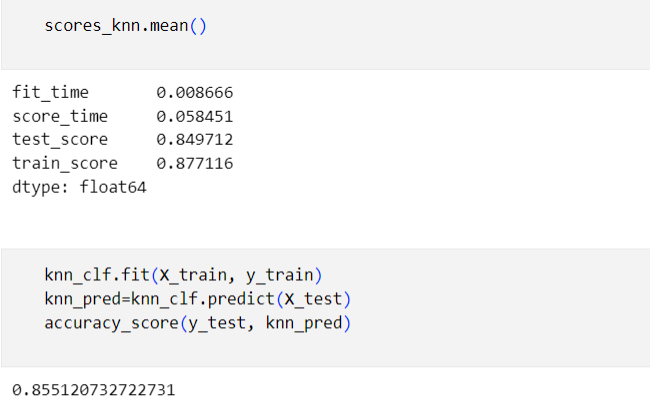 scores_knn.mean()
fit_time 0.008666
score_time 0.058451
test_score 0.849712
train_score 0.877116
dtype: float64
knn_clf.fit(X_train, y_train)
knn_pred=knn_clf.predict(X_test)
accuracy_score(y_test, knn_pred)
0.855120732722731